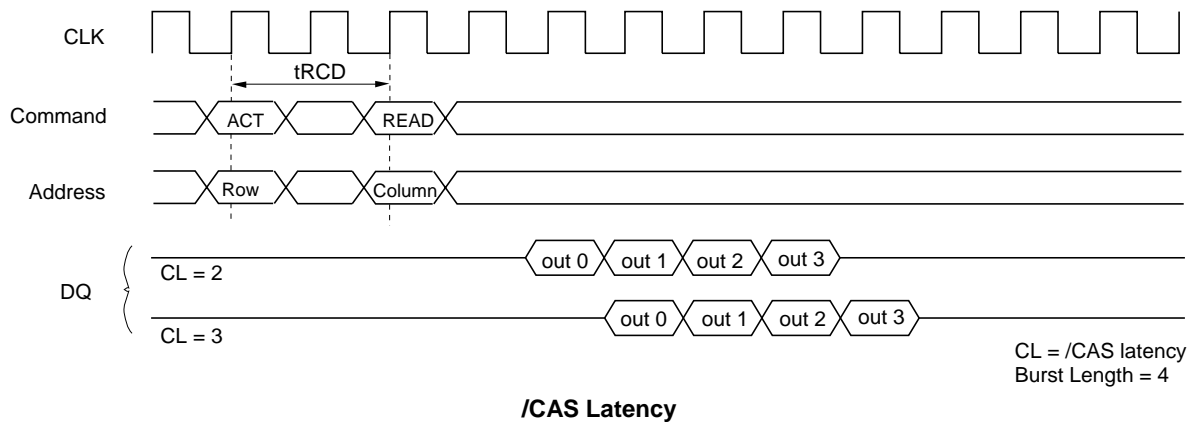 CLK
tRCD
Command
ACT
READ
Address
Row
Column
DQ
CL = 2
out 0
out 1
out 2
out 3
CL = 3
out 0
out 1
out 2
out 3
CL = /CAS latency
Burst Length = 4
/CAS Latency